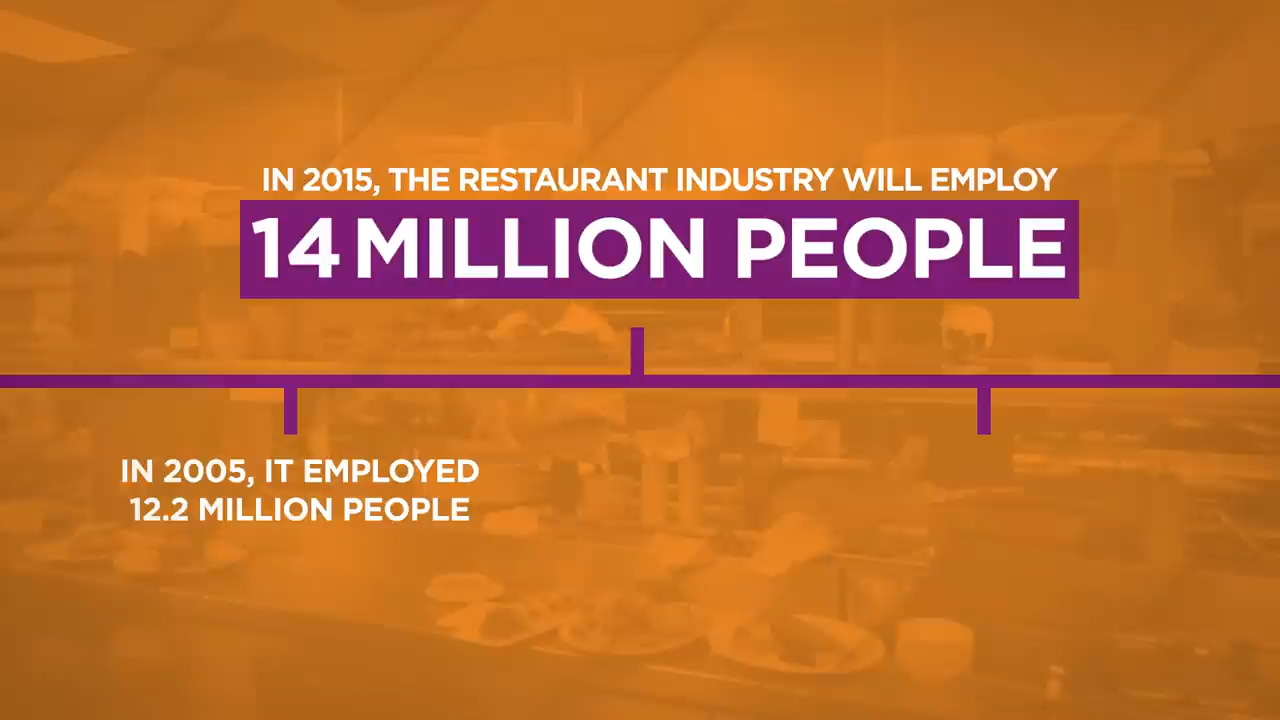 IN 2015, THE RESTAURANT INDUSTRY WILL EMPLOY
14 MILLION PEOPLE
IN 2005, IT EMPLOYED
12.2 MILLION PEOPLE